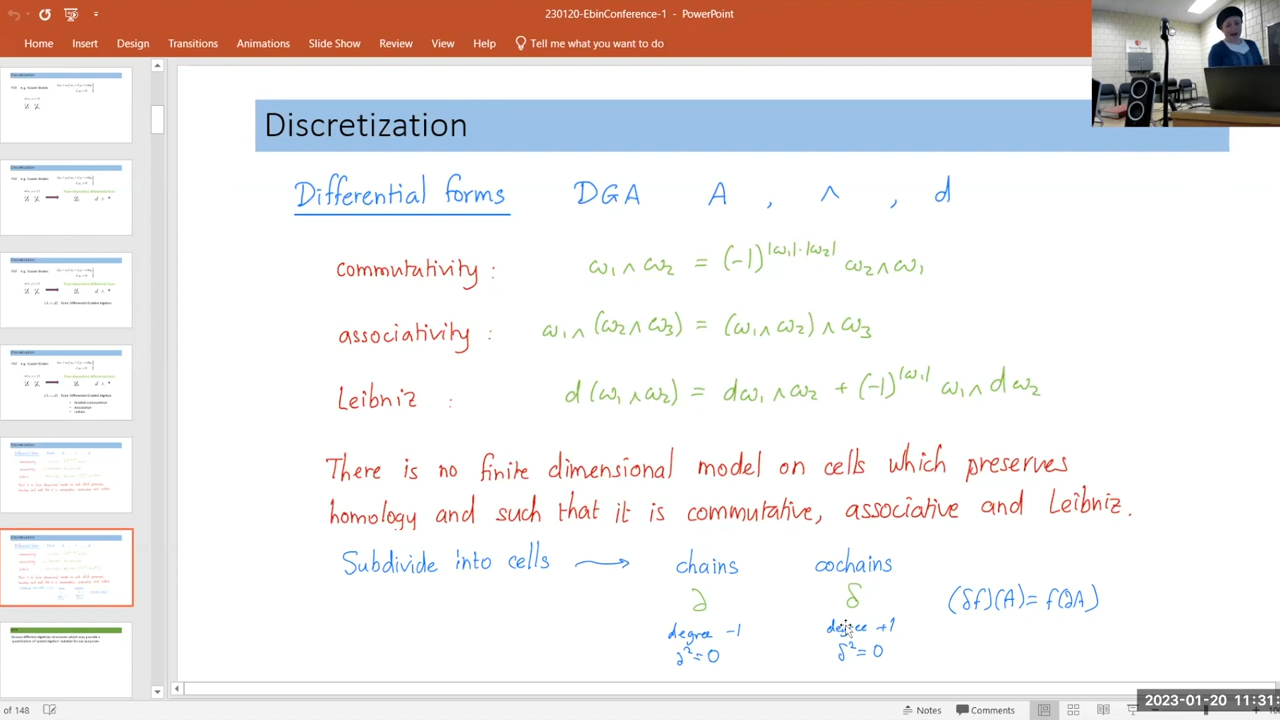 230120-EbinConference-1 - PowerPoint
Home Insert Design Transitions Animations Slide Show Review View Help Tell me what you want to do
Discretization
Differential forms DGA A , ∧ , d
commutativity : ω₁ ∧ ω₂ = (-1)^|ω₁|·|ω₂| ω₂ ∧ ω₁
associativity : ω₁ ∧ (ω₂ ∧ ω₃) = (ω₁ ∧ ω₂) ∧ ω₃
Leibniz : d(ω₁ ∧ ω₂) = dω₁ ∧ ω₂ + (-1)^|ω₁| ω₁ ∧ dω₂
There is no finite dimensional model on cells which preserves
homology and such that it is commutative, associative and Leibniz.
Subdivide into cells ⟶ chains cochains
∂ δ (δf)(A) = f(∂A)
degree -1 degree +1
∂² = 0 δ² = 0
of 148 Notes Comments
2023-01-20 11:31: